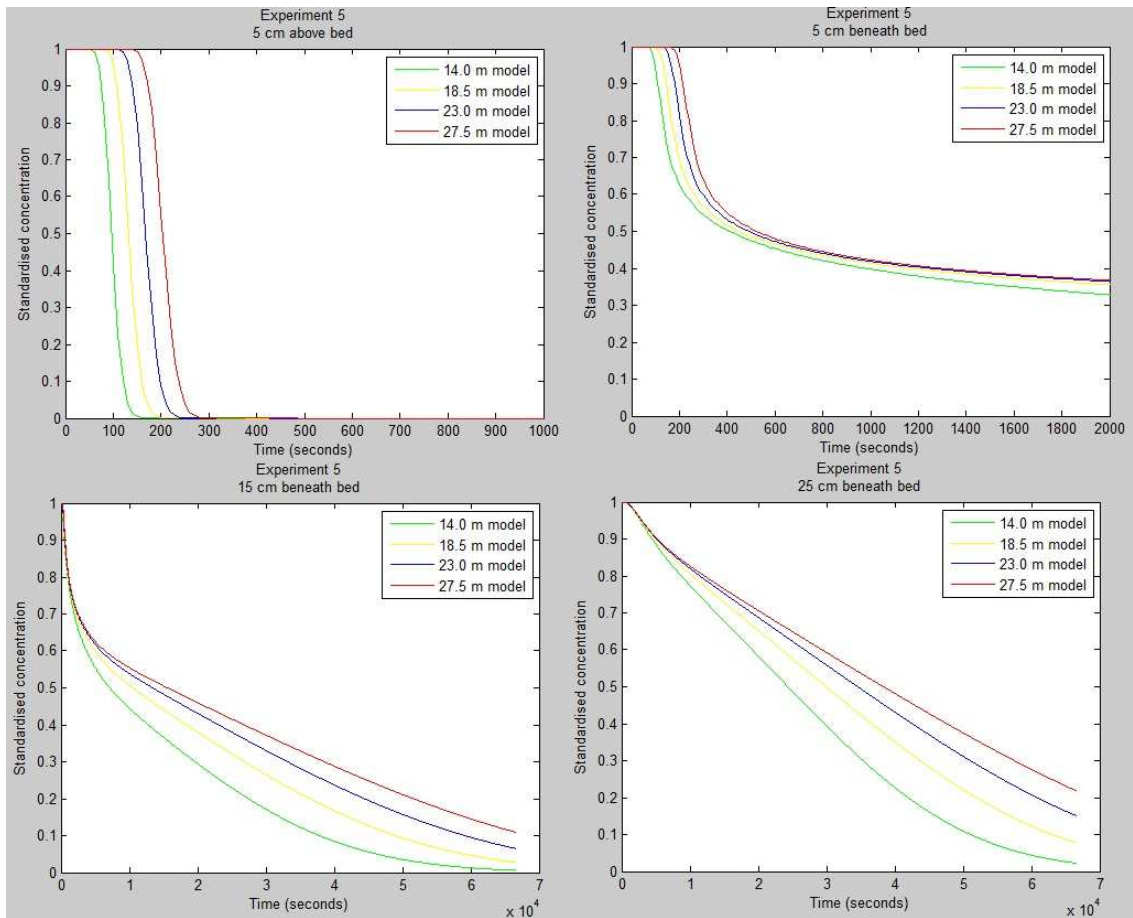 Experiment 5
5 cm above bed
1
0.9
0.8
0.7
0.6
0.5
0.4
0.3
0.2
0.1
0
Standardised concentration
14.0 m model
18.5 m model
23.0 m model
27.5 m model
0 100 200 300 400 500 600 700 800 900 1000
Time (seconds)
Experiment 5
5 cm beneath bed
1
0.9
0.8
0.7
0.6
0.5
0.4
0.3
0.2
0.1
0
Standardised concentration
14.0 m model
18.5 m model
23.0 m model
27.5 m model
0 200 400 600 800 1000 1200 1400 1600 1800 2000
Time (seconds)
Experiment 5
15 cm beneath bed
1
0.9
0.8
0.7
0.6
0.5
0.4
0.3
0.2
0.1
0
Standardised concentration
14.0 m model
18.5 m model
23.0 m model
27.5 m model
0 1 2 3 4 5 6 7
Time (seconds)
x 10^4
Experiment 5
25 cm beneath bed
1
0.9
0.8
0.7
0.6
0.5
0.4
0.3
0.2
0.1
0
Standardised concentration
14.0 m model
18.5 m model
23.0 m model
27.5 m model
0 1 2 3 4 5 6 7
Time (seconds)
x 10^4